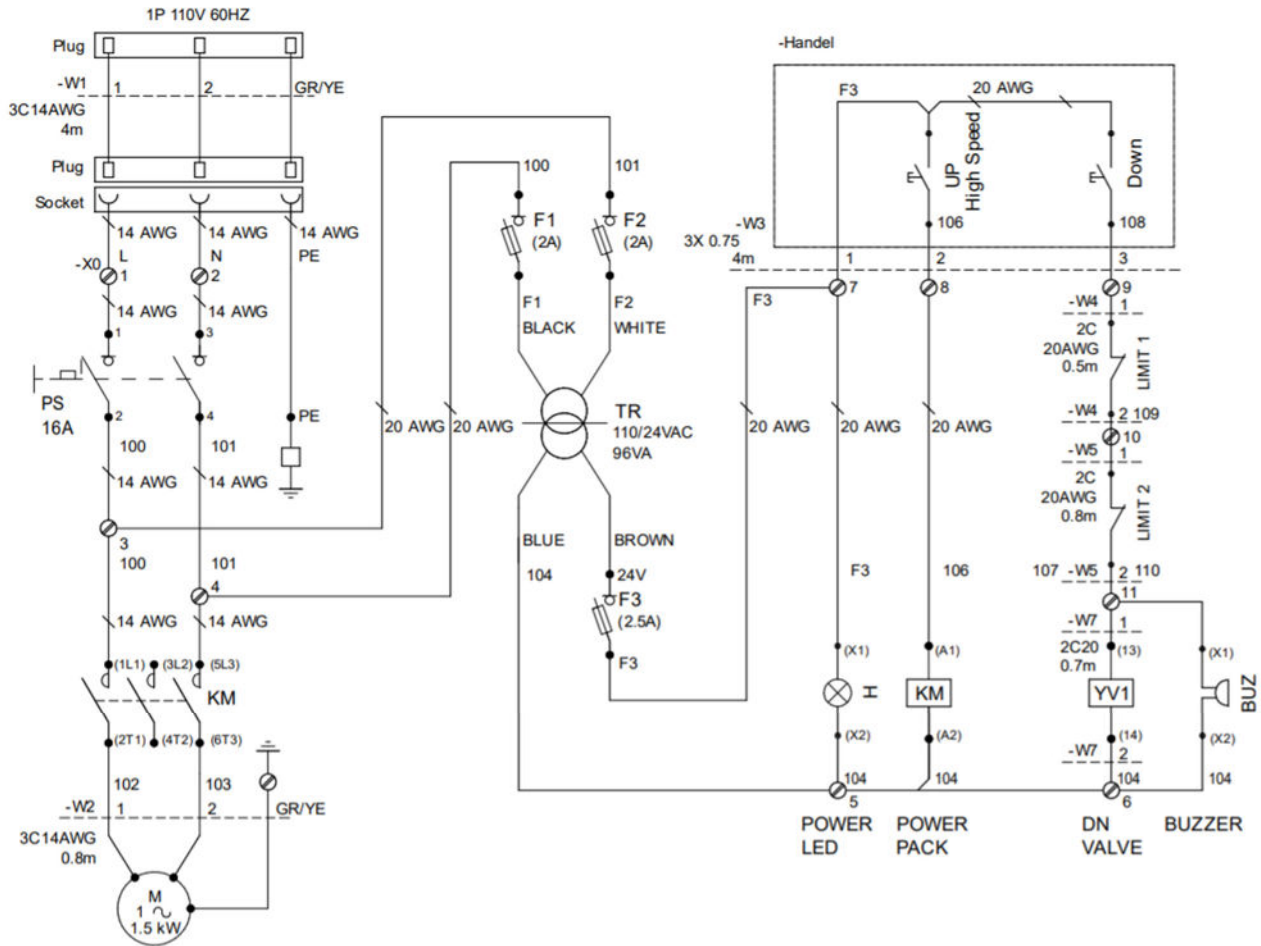 1P 110V 60HZ
Plug
-W1
1
2
GR/YE
3C14AWG
4m
Plug
Socket
14 AWG
14 AWG
14 AWG
L
N
PE
-X0
1
2
14 AWG
14 AWG
1
3
PS
16A
2
4
PE
100
101
14 AWG
14 AWG
3
100
101
4
14 AWG
14 AWG
(1L1)
(3L2)
(5L3)
KM
(2T1)
(4T2)
(6T3)
102
103
-W2
1
2
GR/YE
3C14AWG
0.8m
M
1
1.5 kW
100
101
F1
(2A)
F2
(2A)
F1
F2
BLACK
WHITE
20 AWG
20 AWG
TR
110/24VAC
96VA
BLUE
BROWN
104
24V
F3
(2.5A)
F3
-Handel
F3
20 AWG
UP
High Speed
Down
106
108
-W3
3X 0.75
4m
1
2
3
F3
7
8
9
-W4
1
2C
20AWG
0.5m
LIMIT 1
20 AWG
20 AWG
20 AWG
-W4
2
109
10
-W5
1
2C
20AWG
0.8m
LIMIT 2
F3
106
107
-W5
2
110
11
-W7
1
2C20
0.7m
(13)
(X1)
(A1)
(X1)
H
KM
YV1
BUZ
(X2)
(A2)
(14)
(X2)
-W7
2
104
104
104
104
5
6
POWER
LED
POWER
PACK
DN
VALVE
BUZZER